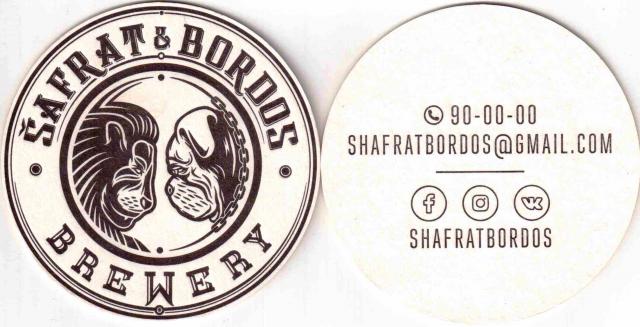 ŠAFRAT & BORDOS
BREWERY
90-00-00
SHAFRATBORDOS@GMAIL.COM
SHAFRATBORDOS